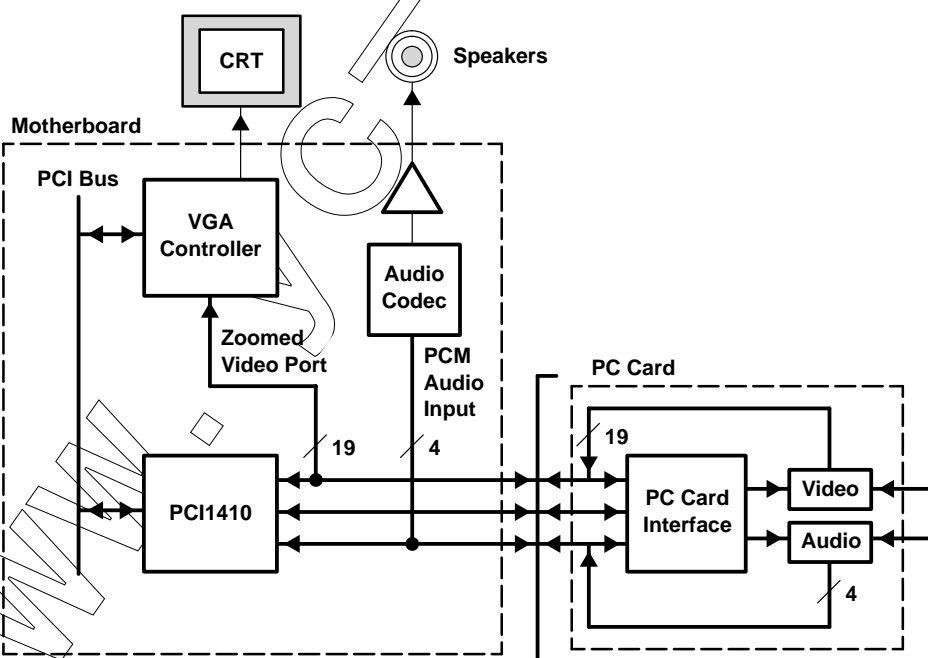 CRT
Speakers
Motherboard
PCI Bus
VGA
Controller
Audio
Codec
Zoomed
Video Port
PCM
Audio
Input
PC Card
19
4
19
PCI1410
PC Card
Interface
Video
Audio
4